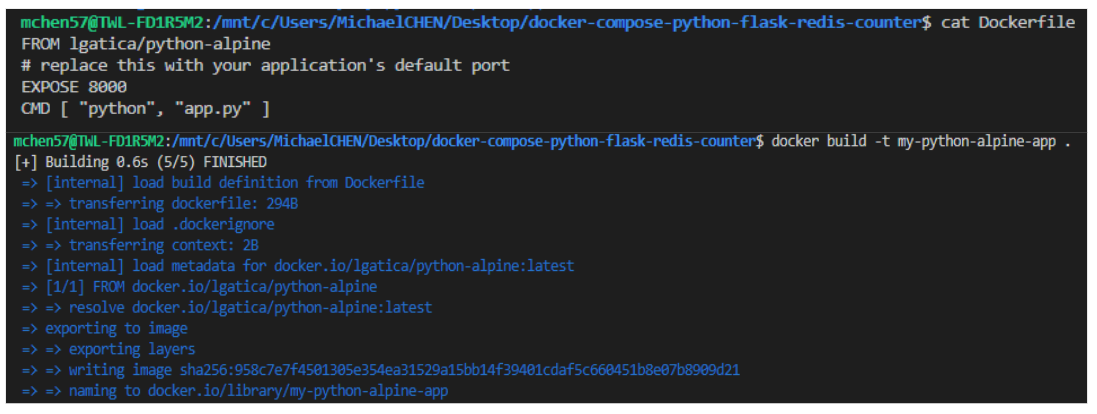 mchen57@TWL-FD1R5M2:/mnt/c/Users/MichaelCHEN/Desktop/docker-compose-python-flask-redis-counter$ cat Dockerfile
FROM lgatica/python-alpine
# replace this with your application's default port
EXPOSE 8000
CMD [ "python", "app.py" ]
mchen57@TWL-FD1R5M2:/mnt/c/Users/MichaelCHEN/Desktop/docker-compose-python-flask-redis-counter$ docker build -t my-python-alpine-app .
[+] Building 0.6s (5/5) FINISHED
=> [internal] load build definition from Dockerfile
=> => transferring dockerfile: 294B
=> [internal] load .dockerignore
=> => transferring context: 2B
=> [internal] load metadata for docker.io/lgatica/python-alpine:latest
=> [1/1] FROM docker.io/lgatica/python-alpine
=> => resolve docker.io/lgatica/python-alpine:latest
=> exporting to image
=> => exporting layers
=> => writing image sha256:958c7e7f4501305e354ea31529a15bb14f39401cdaf5c660451b8e07b8909d21
=> => naming to docker.io/library/my-python-alpine-app